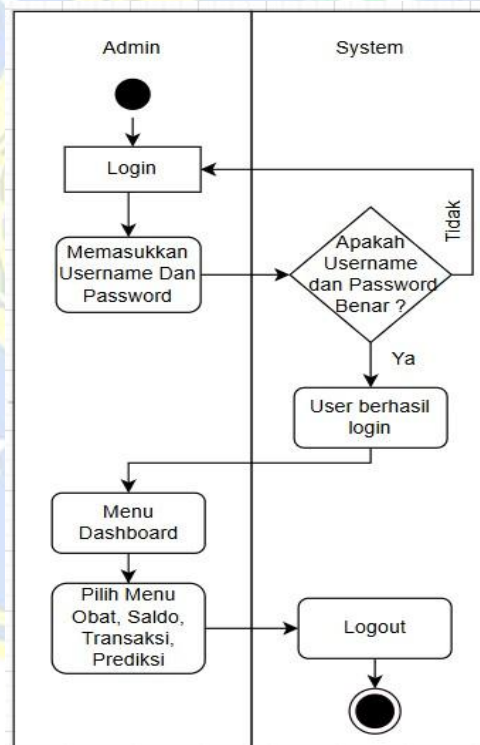 Admin
System
Login
Memasukkan
Username Dan
Password
Apakah
Username
dan Password
Benar ?
Tidak
Ya
User berhasil
login
Menu
Dashboard
Pilih Menu
Obat, Saldo,
Transaksi,
Prediksi
Logout